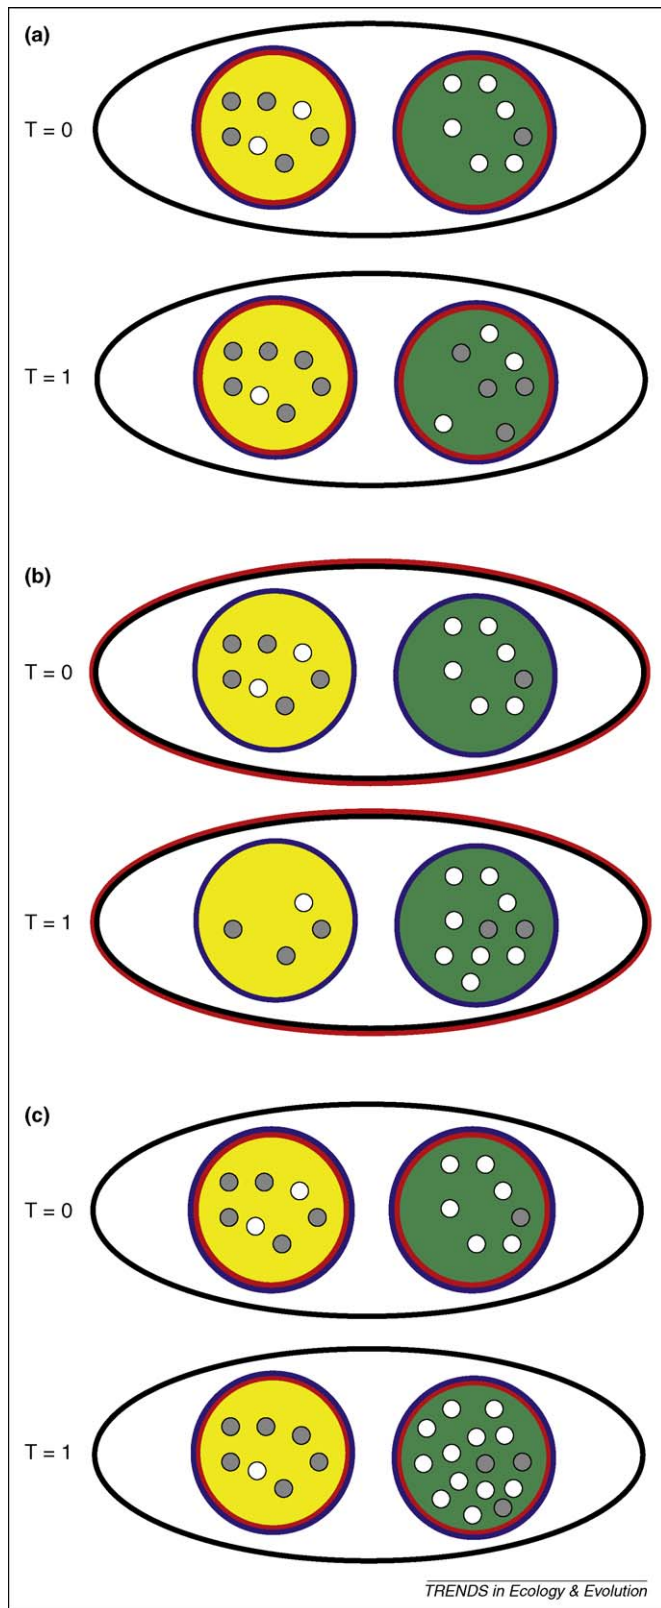 (a)
T = 0
T = 1
(b)
T = 0
T = 1
(c)
T = 0
T = 1
TRENDS in Ecology & Evolution